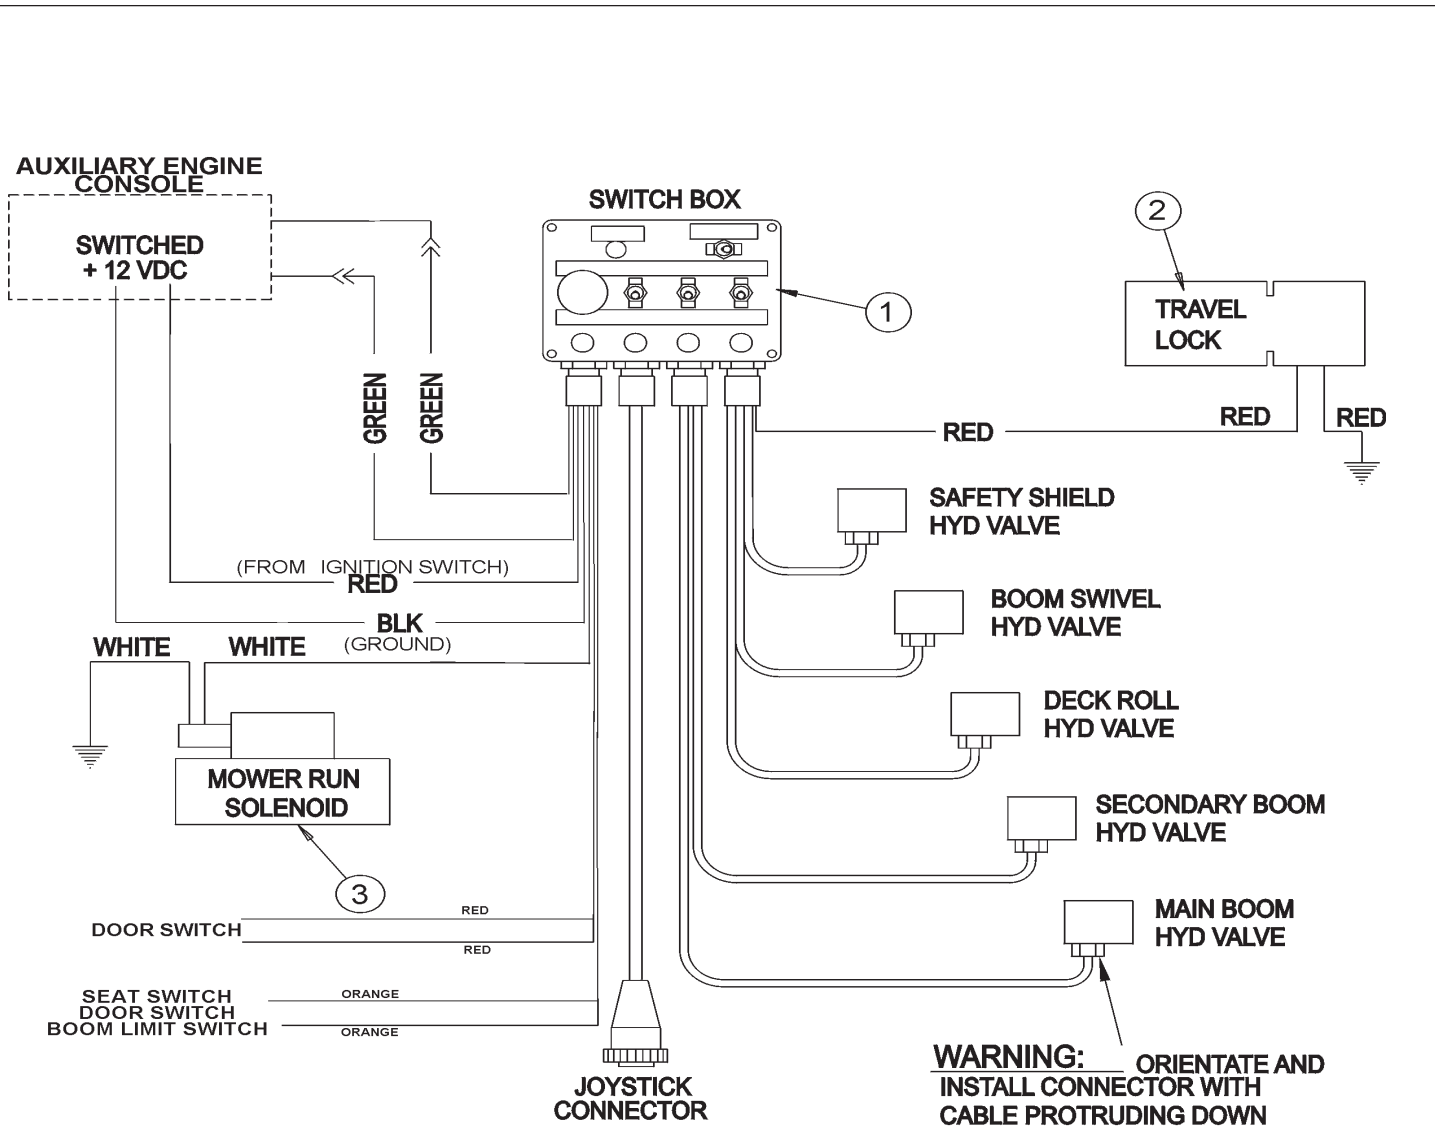 AUXILIARY ENGINE
CONSOLE
SWITCHED
+ 12 VDC
SWITCH BOX
1
2
TRAVEL
LOCK
GREEN
GREEN
RED
RED
RED
SAFETY SHIELD
HYD VALVE
(FROM IGNITION SWITCH)
RED
BLK
(GROUND)
WHITE
WHITE
BOOM SWIVEL
HYD VALVE
DECK ROLL
HYD VALVE
MOWER RUN
SOLENOID
3
SECONDARY BOOM
HYD VALVE
MAIN BOOM
HYD VALVE
RED
DOOR SWITCH
RED
ORANGE
SEAT SWITCH
DOOR SWITCH
BOOM LIMIT SWITCH
ORANGE
JOYSTICK
CONNECTOR
WARNING: ORIENTATE AND
INSTALL CONNECTOR WITH
CABLE PROTRUDING DOWN